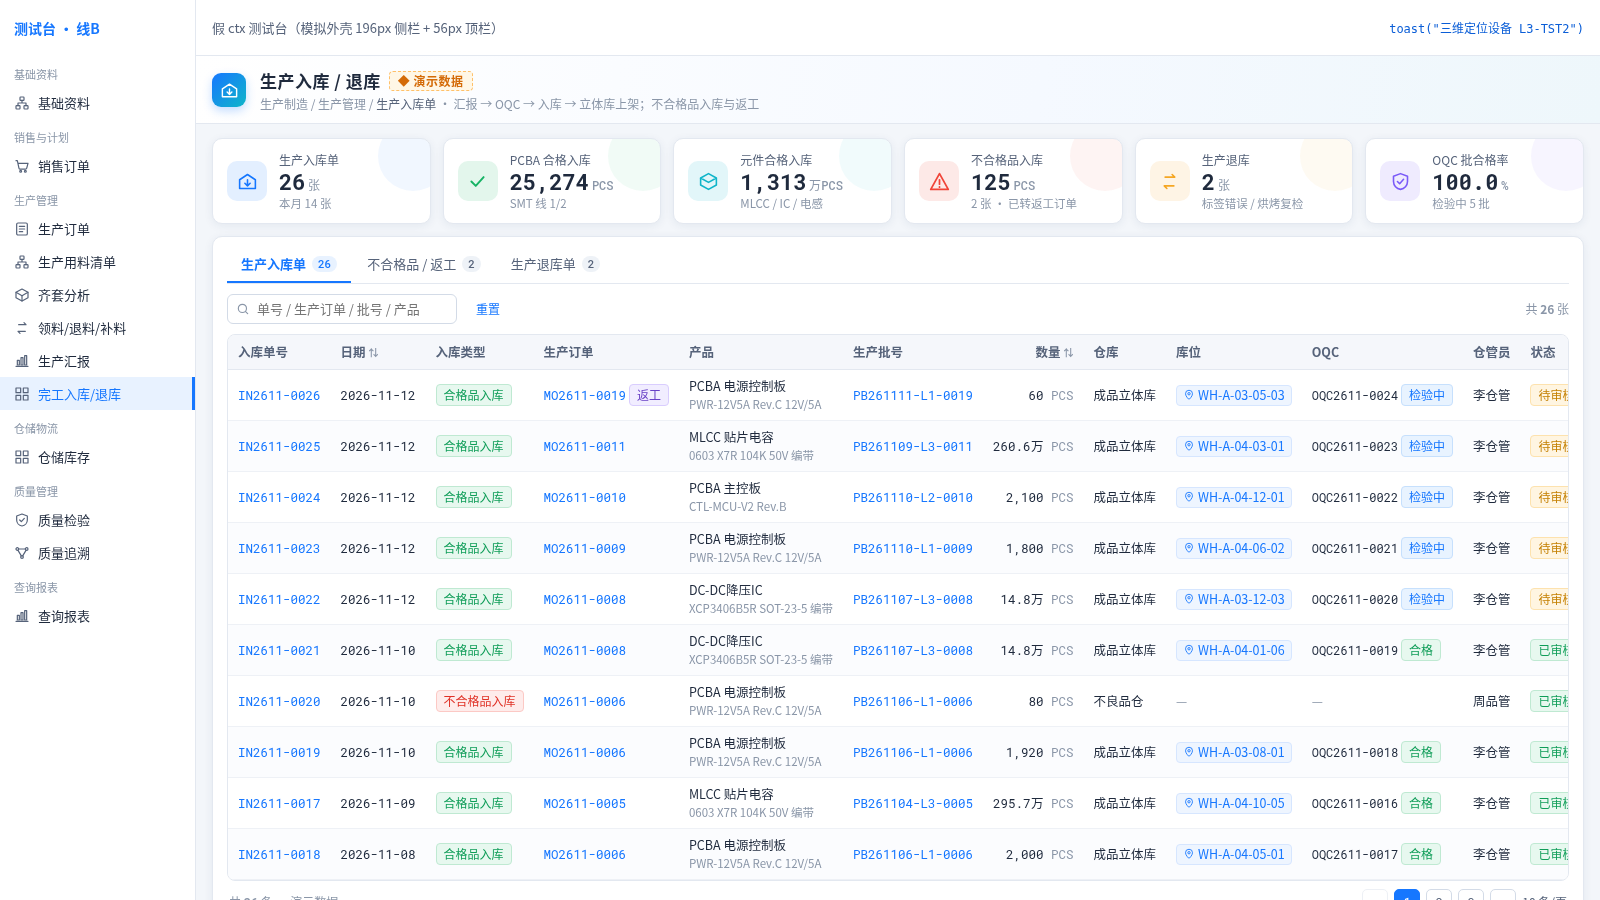 测试台 · 线B
假 ctx 测试台（模拟外壳 196px 侧栏 + 56px 顶栏）
toast("三维定位设备 L3-TST2")
基础资料
基础资料
销售与计划
销售订单
生产管理
生产订单
生产用料清单
齐套分析
领料/退料/补料
生产汇报
完工入库/退库
仓储物流
仓储库存
质量管理
质量检验
质量追溯
查询报表
查询报表
生产入库 / 退库 ◆ 演示数据
生产制造 / 生产管理 / 生产入库单 · 汇报 → OQC → 入库 → 立体库上架；不合格品入库与返工
生产入库单
26 张
本月 14 张
PCBA 合格入库
25,274 PCS
SMT 线 1/2
元件合格入库
1,313 万PCS
MLCC / IC / 电感
不合格品入库
125 PCS
2 张 · 已转返工订单
生产退库
2 张
标签错误 / 烘烤复检
OQC 批合格率
100.0 %
检验中 5 批
生产入库单 26 不合格品 / 返工 2 生产退库单 2
单号 / 生产订单 / 批号 / 产品 重置 共 26 张
入库单号 日期 ⇅ 入库类型 生产订单 产品 生产批号 数量 ⇅ 仓库 库位 OQC 仓管员 状态
IN2611-0026 2026-11-12 合格品入库 MO2611-0019 返工 PCBA 电源控制板 PB261111-L1-0019 60 PCS 成品立体库 WH-A-03-05-03 OQC2611-0024 检验中 李仓管 待审
PWR-12V5A Rev.C 12V/5A
IN2611-0025 2026-11-12 合格品入库 MO2611-0011 MLCC 贴片电容 PB261109-L3-0011 260.6万 PCS 成品立体库 WH-A-04-03-01 OQC2611-0023 检验中 李仓管 待审
0603 X7R 104K 50V 编带
IN2611-0024 2026-11-12 合格品入库 MO2611-0010 PCBA 主控板 PB261110-L2-0010 2,100 PCS 成品立体库 WH-A-04-12-01 OQC2611-0022 检验中 李仓管 待审
CTL-MCU-V2 Rev.B
IN2611-0023 2026-11-12 合格品入库 MO2611-0009 PCBA 电源控制板 PB261110-L1-0009 1,800 PCS 成品立体库 WH-A-04-06-02 OQC2611-0021 检验中 李仓管 待审
PWR-12V5A Rev.C 12V/5A
IN2611-0022 2026-11-12 合格品入库 MO2611-0008 DC-DC降压IC PB261107-L3-0008 14.8万 PCS 成品立体库 WH-A-03-12-03 OQC2611-0020 检验中 李仓管 待审
XCP3406B5R SOT-23-5 编带
IN2611-0021 2026-11-10 合格品入库 MO2611-0008 DC-DC降压IC PB261107-L3-0008 14.8万 PCS 成品立体库 WH-A-04-01-06 OQC2611-0019 合格 李仓管 已审
XCP3406B5R SOT-23-5 编带
IN2611-0020 2026-11-10 不合格品入库 MO2611-0006 PCBA 电源控制板 PB261106-L1-0006 80 PCS 不良品仓 — — 周品管 已审
PWR-12V5A Rev.C 12V/5A
IN2611-0019 2026-11-10 合格品入库 MO2611-0006 PCBA 电源控制板 PB261106-L1-0006 1,920 PCS 成品立体库 WH-A-03-08-01 OQC2611-0018 合格 李仓管 已审
PWR-12V5A Rev.C 12V/5A
IN2611-0017 2026-11-09 合格品入库 MO2611-0005 MLCC 贴片电容 PB261104-L3-0005 295.7万 PCS 成品立体库 WH-A-04-10-05 OQC2611-0016 合格 李仓管 已审
0603 X7R 104K 50V 编带
IN2611-0018 2026-11-08 合格品入库 MO2611-0006 PCBA 电源控制板 PB261106-L1-0006 2,000 PCS 成品立体库 WH-A-04-05-01 OQC2611-0017 合格 李仓管 已审
PWR-12V5A Rev.C 12V/5A